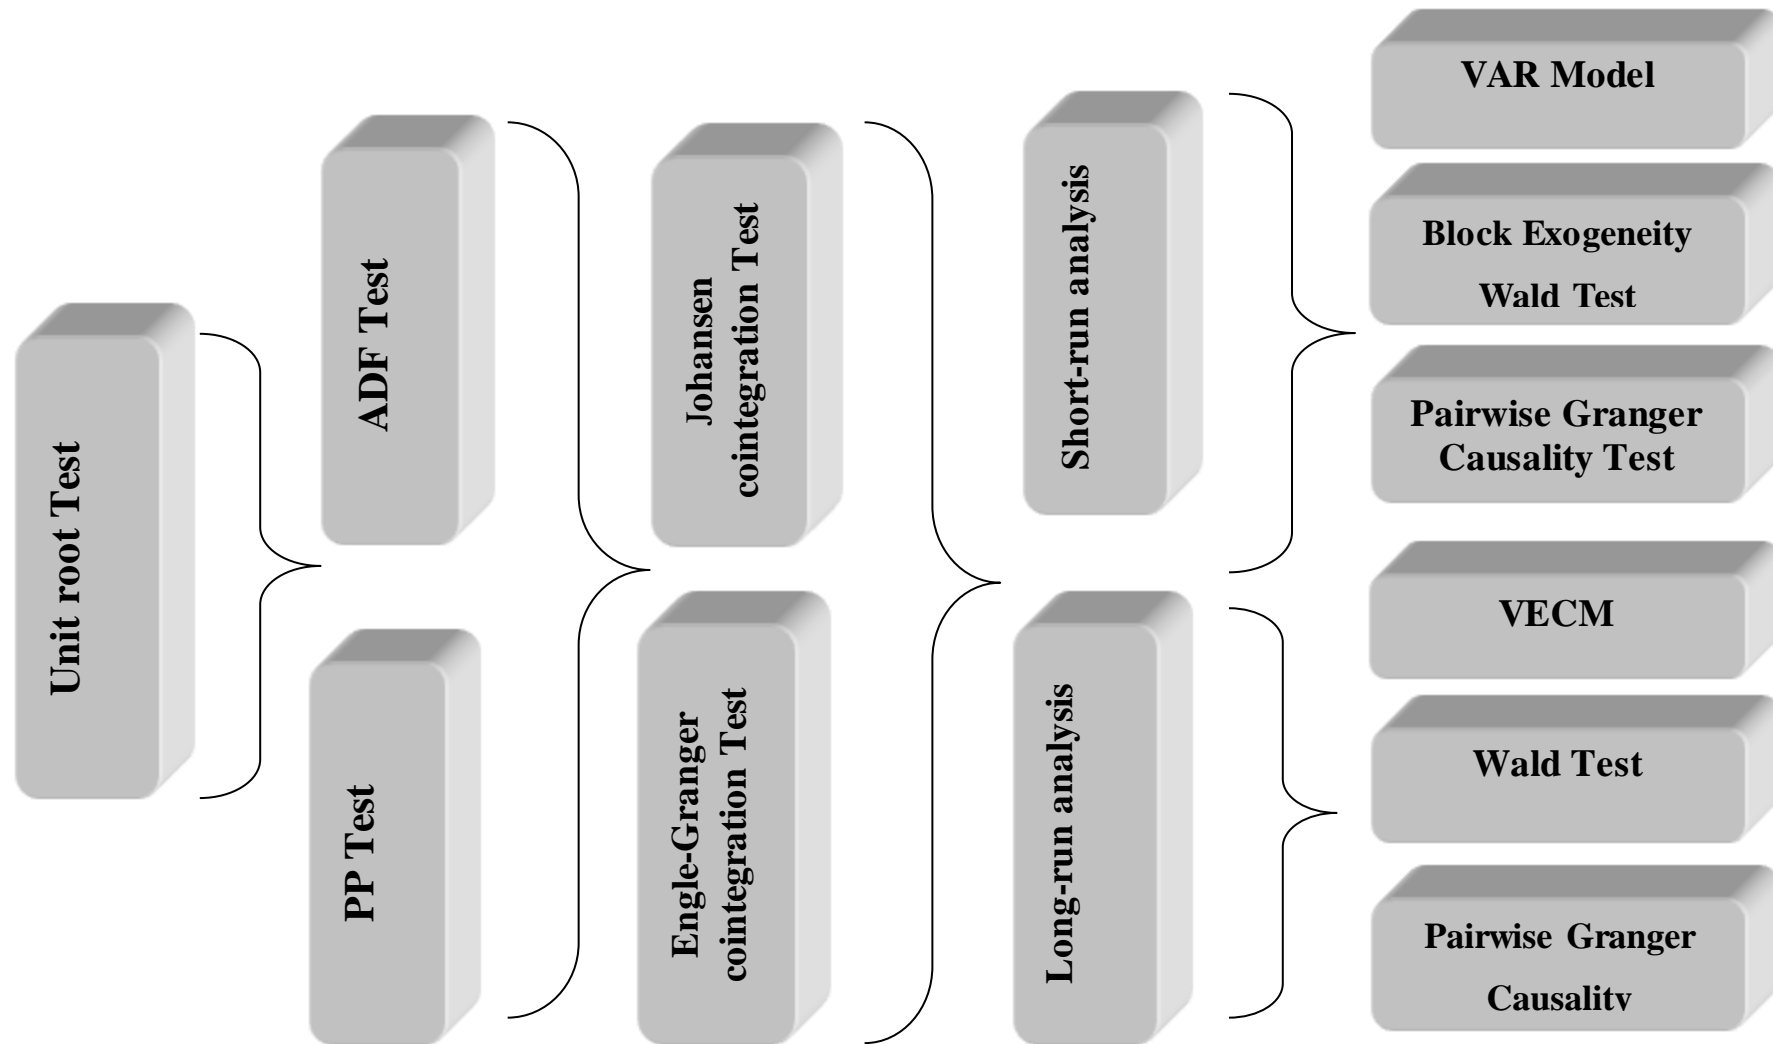 Unit root Test
ADF Test
PP Test
Johansen
cointegration Test
Engle-Granger
cointegration Test
Short-run analysis
Long-run analysis
VAR Model
Block Exogeneity
Wald Test
Pairwise Granger
Causality Test
VECM
Wald Test
Pairwise Granger
Causality